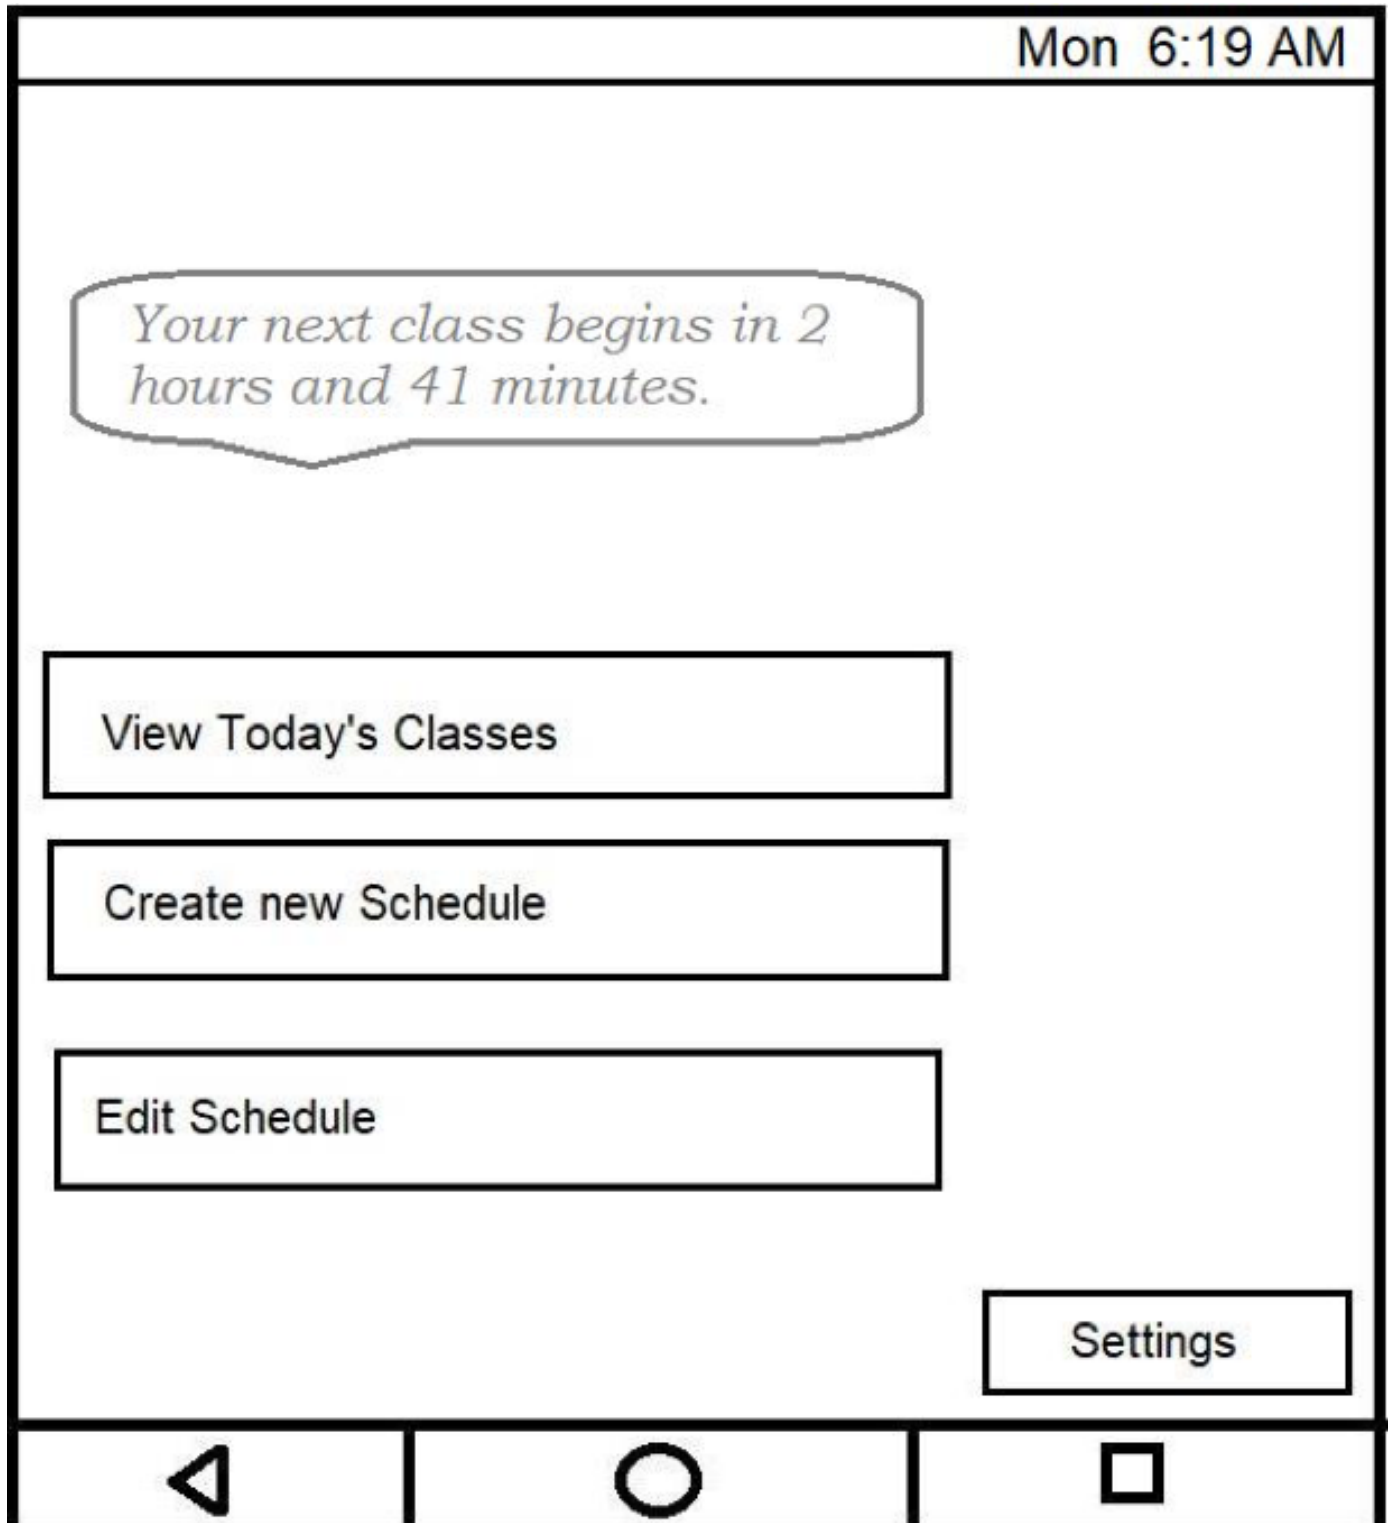 Mon 6:19 AM
Your next class begins in 2
hours and 41 minutes.
View Today's Classes
Create new Schedule
Edit Schedule
Settings